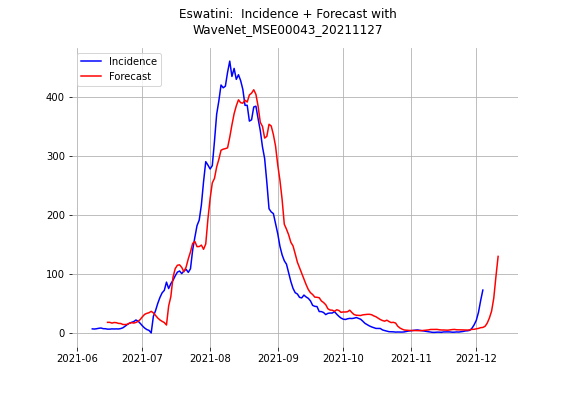 Eswatini:  Incidence + Forecast with
WaveNet_MSE00043_20211127
Incidence
Forecast
400
300
200
100
0
2021-06 2021-07 2021-08 2021-09 2021-10 2021-11 2021-12